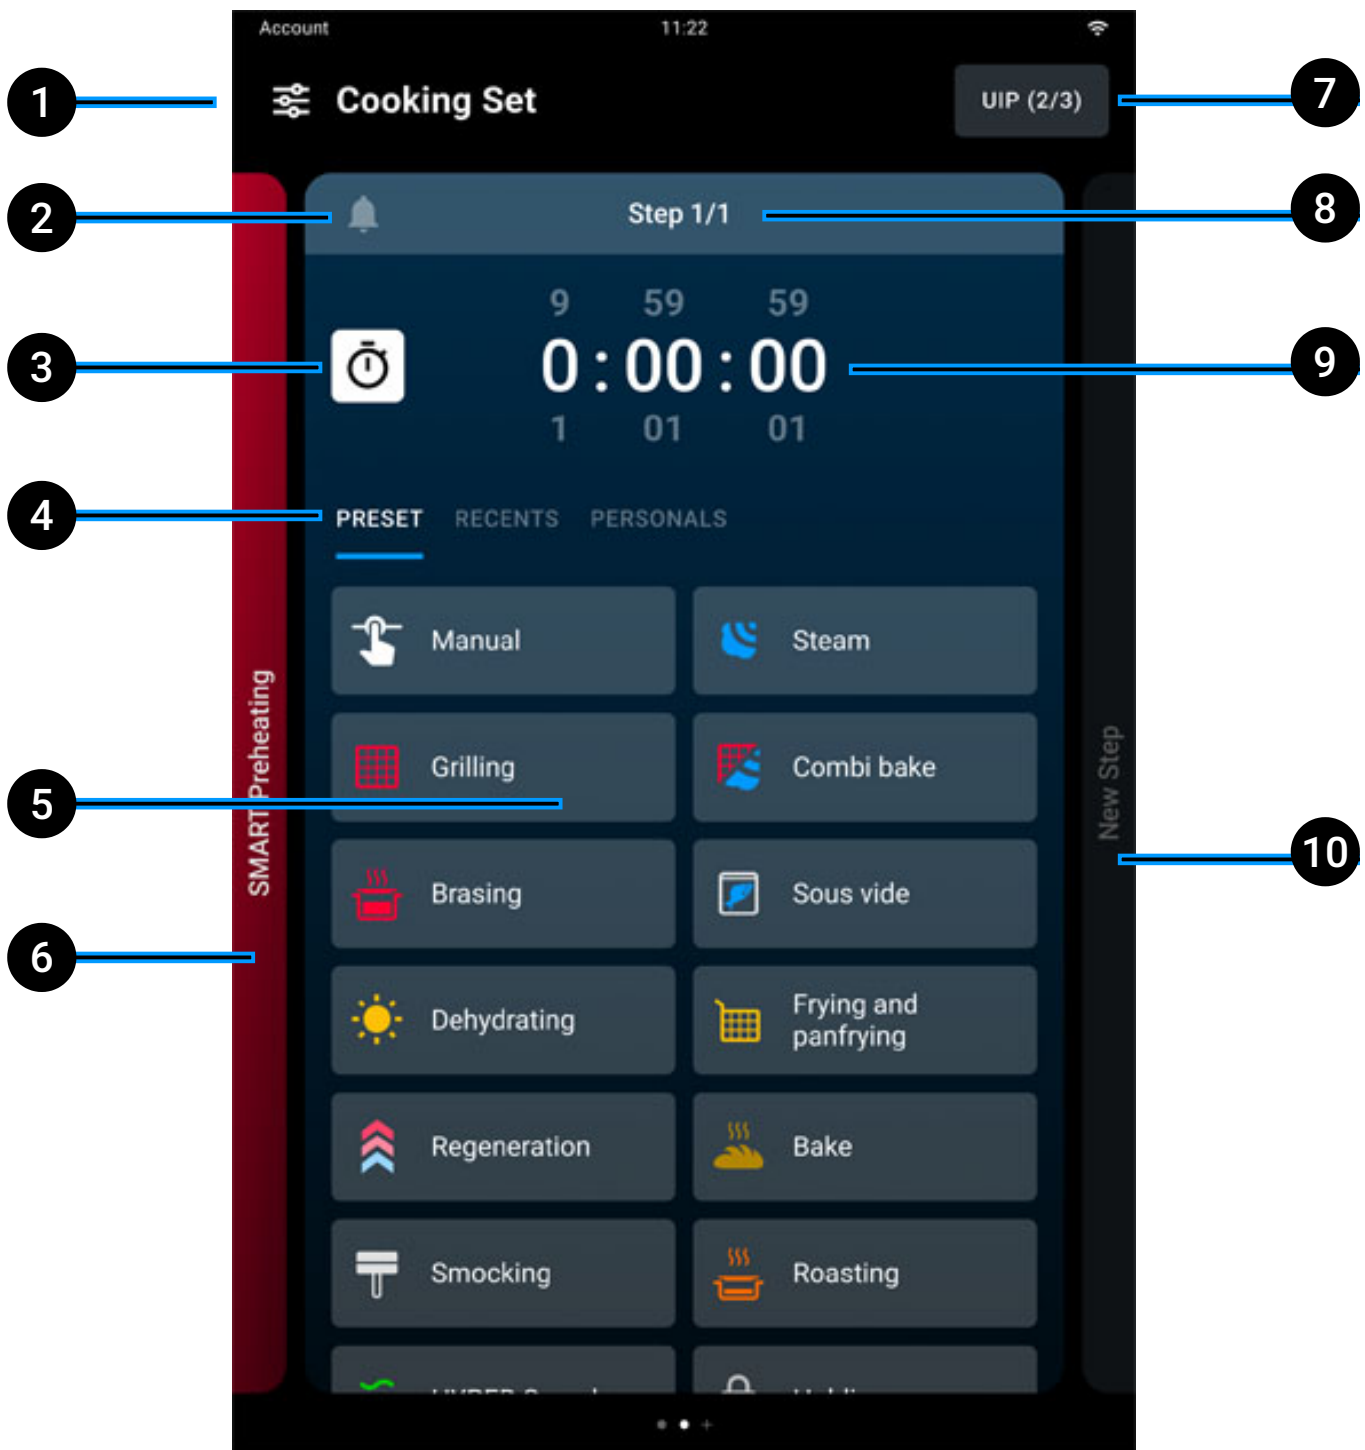 Account 11:22
1 Cooking Set UIP (2/3) 7
2 Step 1/1 8
9 59 59
3 0 : 00 : 00 9
1 01 01
4 PRESET RECENTS PERSONALS
Manual Steam
Grilling Combi bake
5
SMART Preheating
New Step
10
Brasing Sous vide
6
Dehydrating Frying and
panfrying
Regeneration Bake
Smocking Roasting